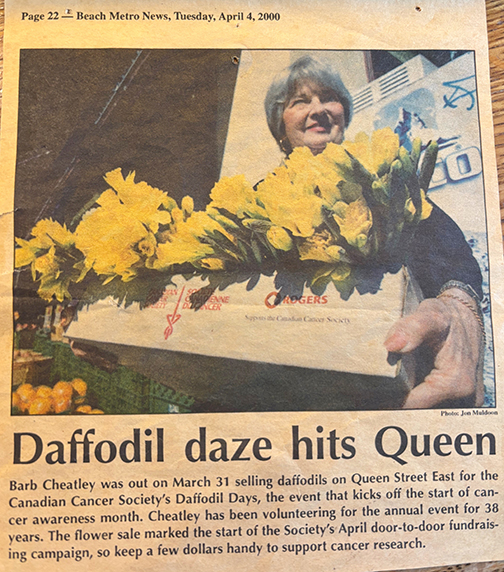 Page 22 — Beach Metro News, Tuesday, April 4, 2000
CO
SOC
CANADIENNE
CANCER
ROGERS
Supports the Canadian Cancer Society
Photo: Jon Muldoon
Daffodil daze hits Queen
Barb Cheatley was out on March 31 selling daffodils on Queen Street East for the
Canadian Cancer Society's Daffodil Days, the event that kicks off the start of can-
cer awareness month. Cheatley has been volunteering for the annual event for 38
years. The flower sale marked the start of the Society's April door-to-door fundrais-
ing campaign, so keep a few dollars handy to support cancer research.